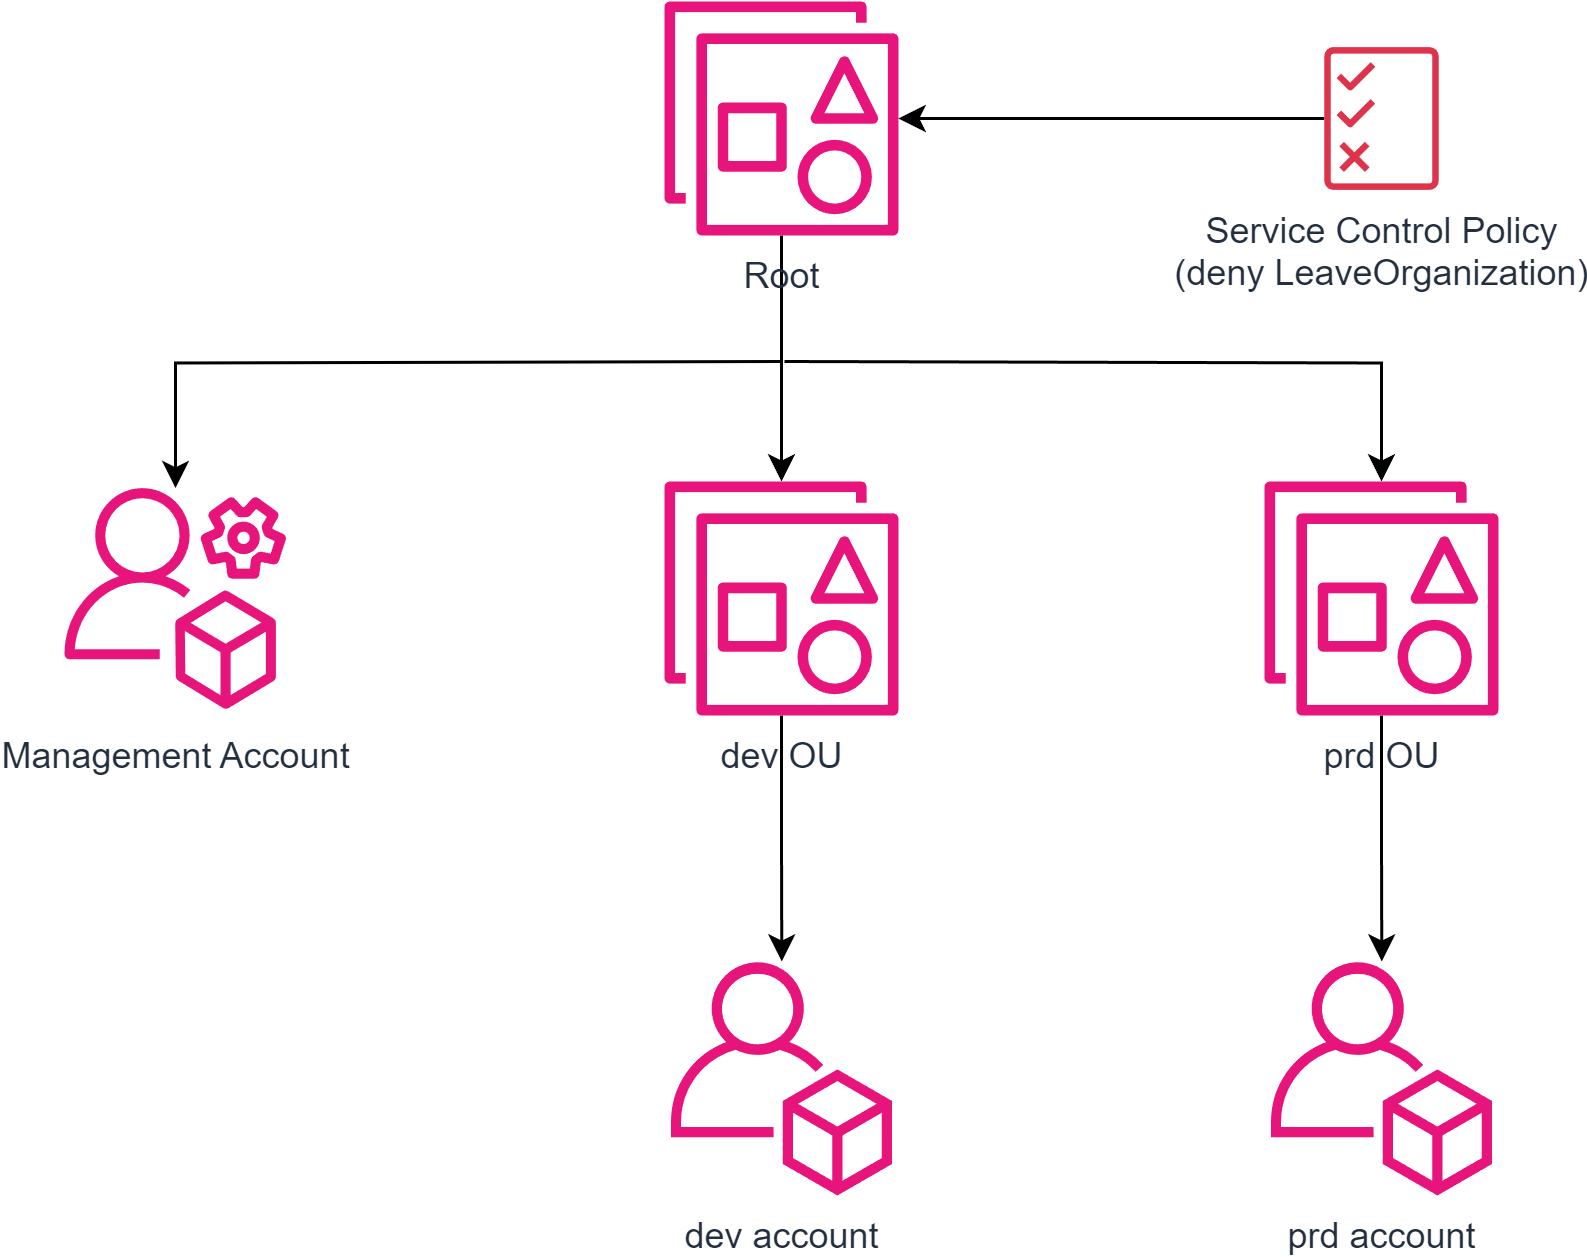 Root
Service Control Policy
(deny LeaveOrganization)
Management Account
dev OU
prd OU
dev account
prd account